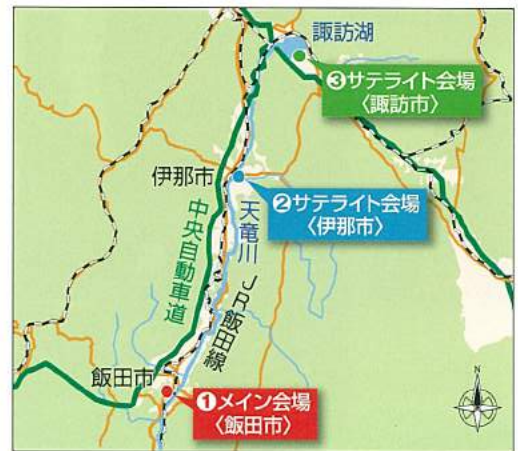 諏訪湖
❸サテライト会場
〈諏訪市〉
伊那市
❷サテライト会場
〈伊那市〉
中央自動車道
天竜川
JR飯田線
飯田市
❶メイン会場
〈飯田市〉
N